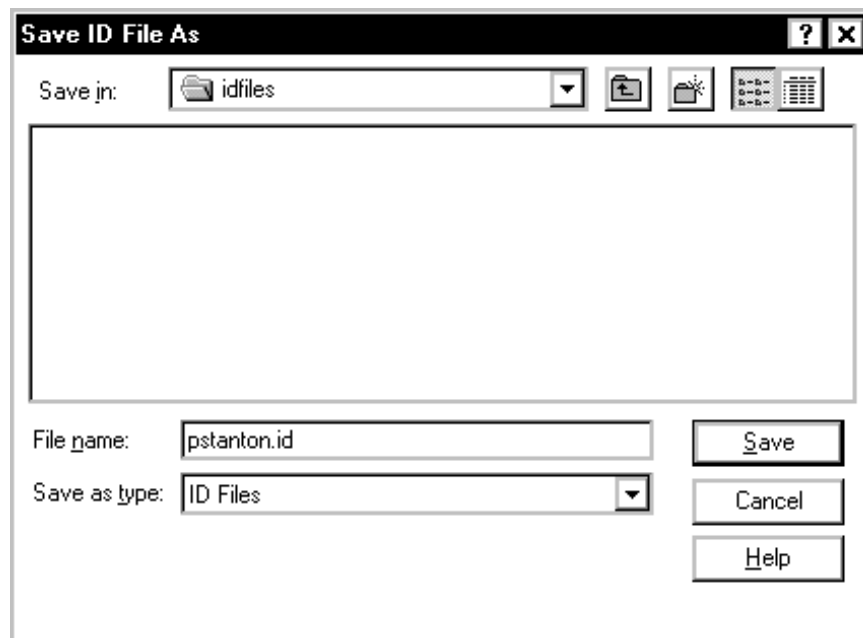 Save ID File As
Save in: idfiles
File name: pstanton.id
Save
Save as type: ID Files
Cancel
Help